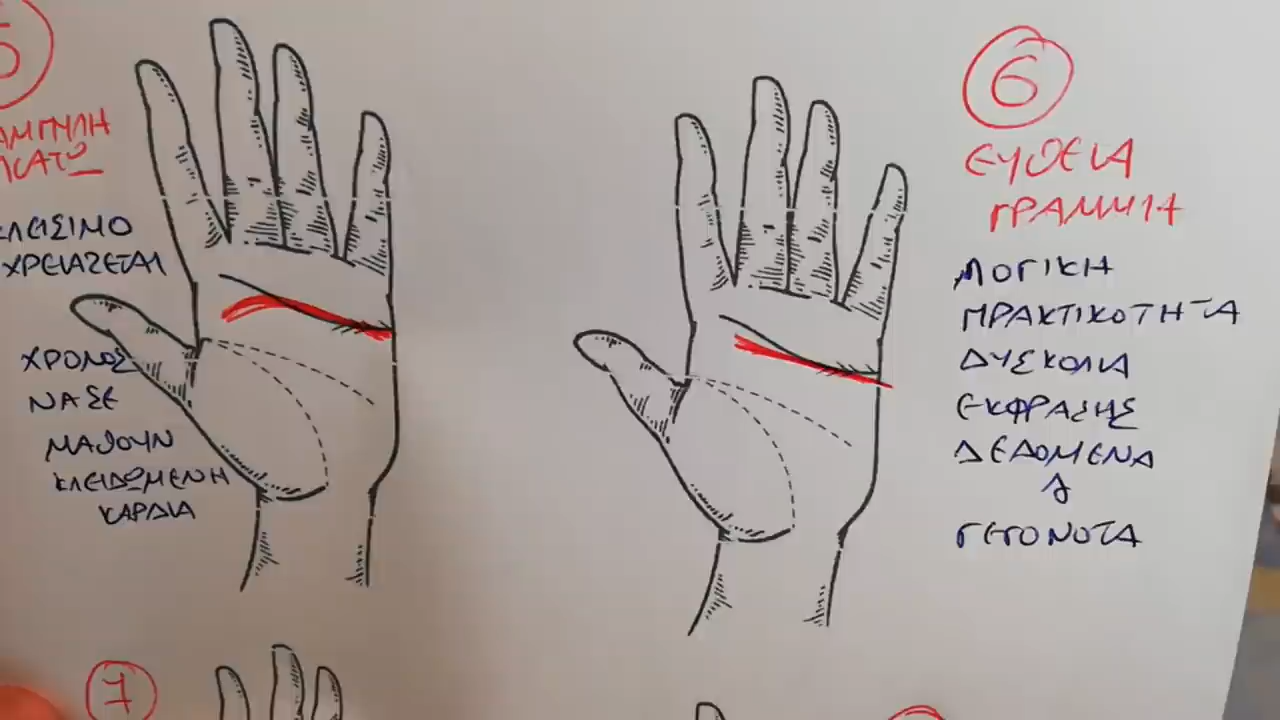 5
ΚΑΤΩ
ΚΛΕΙΣΙΜΟ
ΧΡΕΙΑΖΕΤΑΙ
ΧΡΟΝΟΣ
ΝΑ ΣΕ
ΜΑΘΟΥΝ
ΚΛΕΙΔΩΜΕΝΗ
ΚΑΡΔΙΑ
6
ΕΥΘΕΙΑ
ΓΡΑΜΜΗ
ΛΟΓΙΚΗ
ΠΡΑΚΤΙΚΟΤΗΤΑ
ΔΥΣΚΟΛΙΑ
ΕΚΦΡΑΣΗΣ
ΔΕΔΟΜΕΝΑ
ΓΕΓΟΝΟΤΑ
7